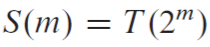 S(m) = T(2^m)